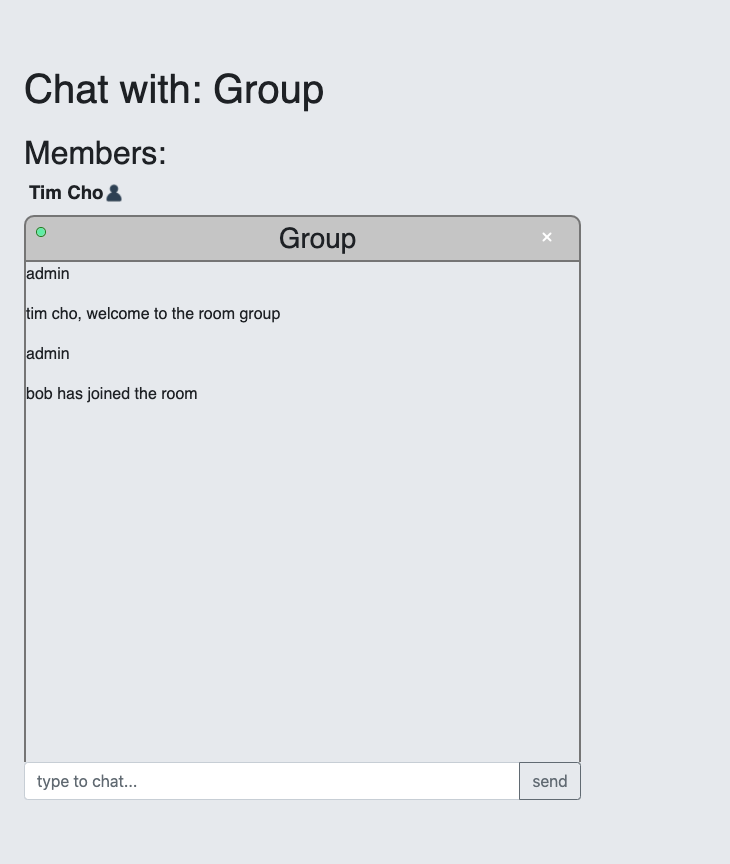 Chat with: Group
Members:
Tim Cho
Group ×
admin
tim cho, welcome to the room group
admin
bob has joined the room
type to chat... send